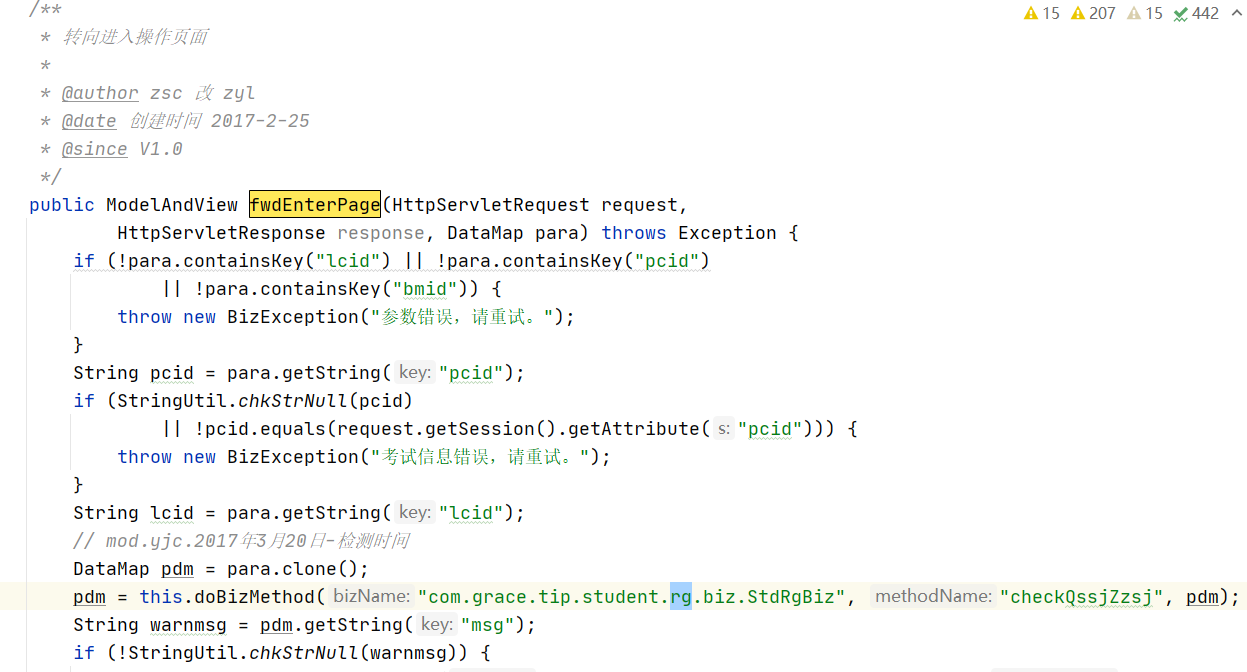 /**
⚠ 15 ⚠ 207 ⚠ 15 ✓ 442
* 转向进入操作页面
*
* @author zsc 改 zyl
* @date 创建时间 2017-2-25
* @since V1.0
*/
public ModelAndView fwdEnterPage(HttpServletRequest request,
HttpServletResponse response, DataMap para) throws Exception {
if (!para.containsKey("lcid") || !para.containsKey("pcid")
|| !para.containsKey("bmid")) {
throw new BizException("参数错误，请重试。");
}
String pcid = para.getString( key: "pcid");
if (StringUtil.chkStrNull(pcid)
|| !pcid.equals(request.getSession().getAttribute( s: "pcid"))) {
throw new BizException("考试信息错误，请重试。");
}
String lcid = para.getString( key: "lcid");
// mod.yjc.2017年3月20日-检测时间
DataMap pdm = para.clone();
pdm = this.doBizMethod( bizName: "com.grace.tip.student.rg.biz.StdRgBiz", methodName: "checkQssjZzsj", pdm);
String warnmsg = pdm.getString( key: "msg");
if (!StringUtil.chkStrNull(warnmsg)) {